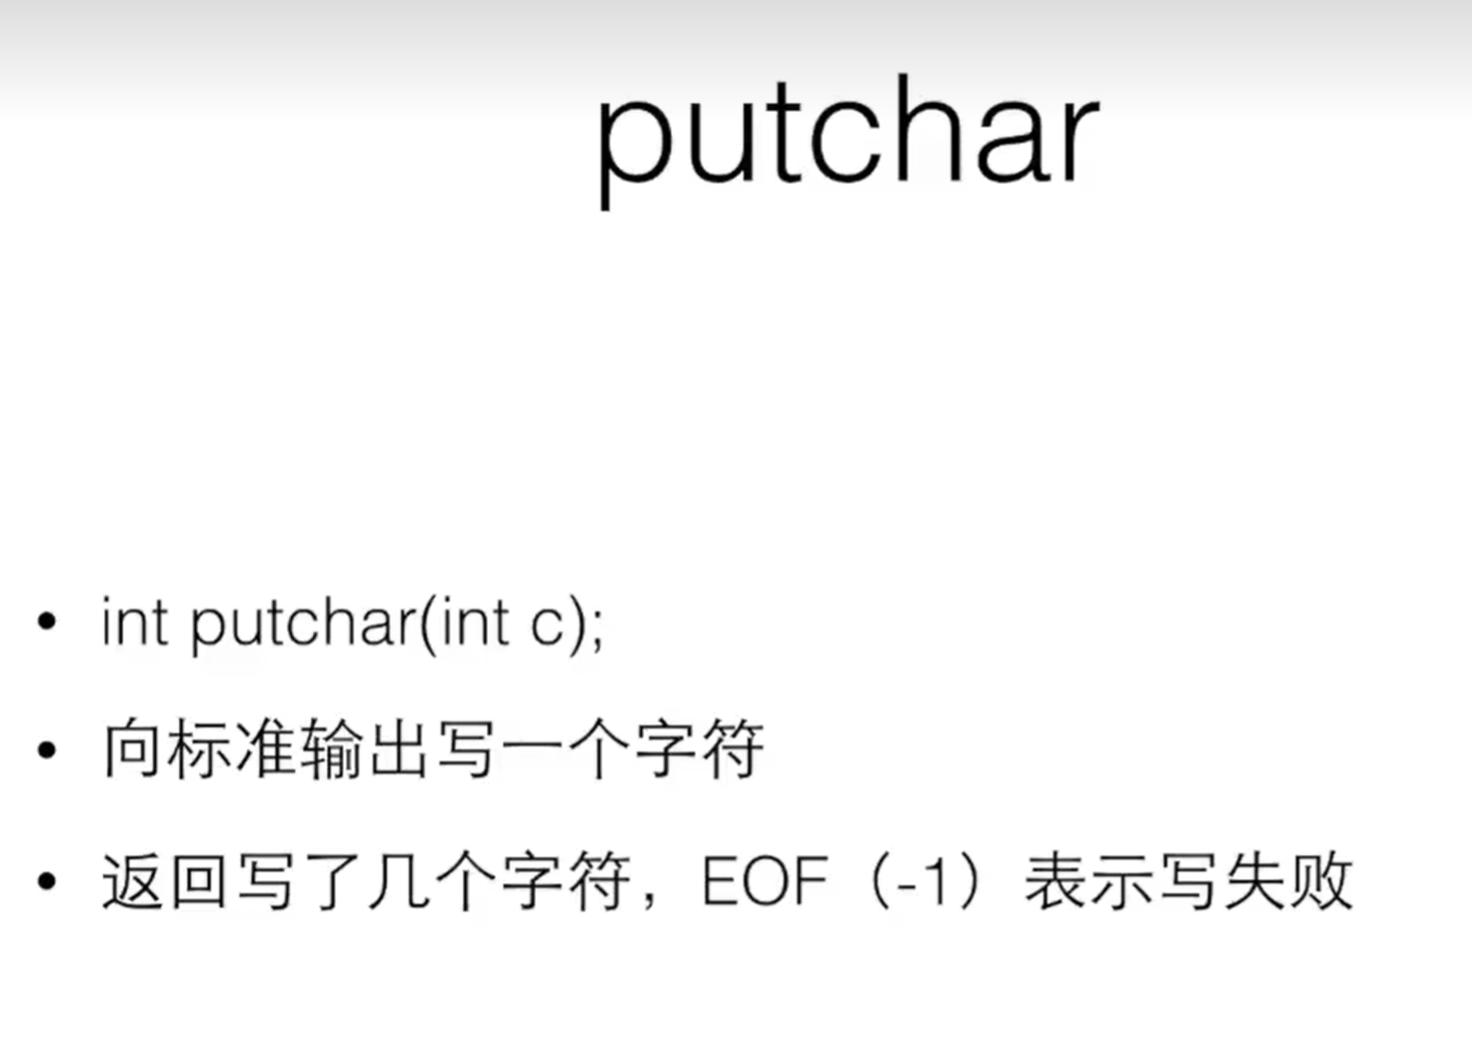 putchar
• int putchar(int c);
• 向标准输出写一个字符
• 返回写了几个字符，EOF（-1）表示写失败